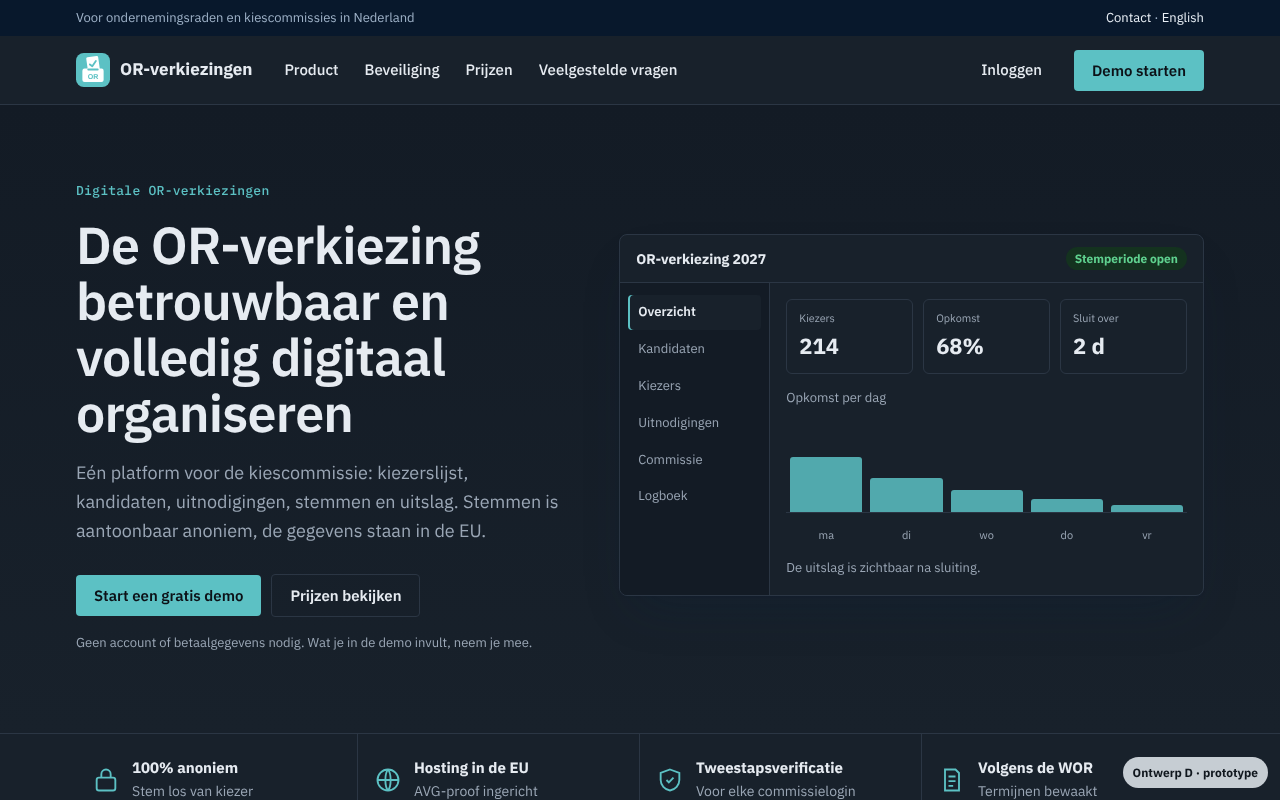 Voor ondernemingsraden en kiescommissies in Nederland
Contact · English
OR
OR-verkiezingen
Product
Beveiliging
Prijzen
Veelgestelde vragen
Inloggen
Demo starten
Digitale OR-verkiezingen
De OR-verkiezing
betrouwbaar en
volledig digitaal
organiseren
Eén platform voor de kiescommissie: kiezerslijst,
kandidaten, uitnodigingen, stemmen en uitslag. Stemmen is
aantoonbaar anoniem, de gegevens staan in de EU.
Start een gratis demo
Prijzen bekijken
Geen account of betaalgegevens nodig. Wat je in de demo invult, neem je mee.
OR-verkiezing 2027
Stemperiode open
Overzicht
Kandidaten
Kiezers
Uitnodigingen
Commissie
Logboek
Kiezers
214
Opkomst
68%
Sluit over
2 d
Opkomst per dag
ma
di
wo
do
vr
De uitslag is zichtbaar na sluiting.
100% anoniem
Stem los van kiezer
Hosting in de EU
AVG-proof ingericht
Tweestapsverificatie
Voor elke commissielogin
Volgens de WOR
Termijnen bewaakt
Ontwerp D · prototype